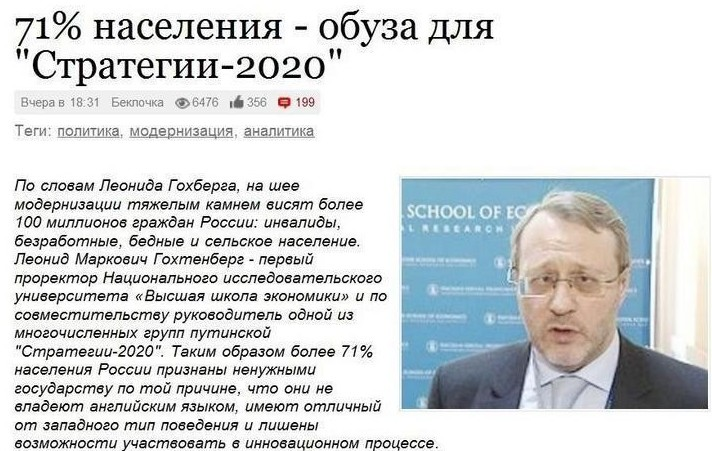 71% населения - обуза для
"Стратегии-2020"
Вчера в 18:31 Беклочка 6476 356 199
Теги: политика, модернизация, аналитика
По словам Леонида Гохберга, на шее
модернизации тяжелым камнем висят более
100 миллионов граждан России: инвалиды,
безработные, бедные и сельское население.
Леонид Маркович Гохтенберг - первый
проректор Национального исследовательского
университета «Высшая школа экономики» и по
совместительству руководитель одной из
многочисленных групп путинской
"Стратегии-2020". Таким образом более 71%
населения России признаны ненужными
государству по той причине, что они не
владеют английским языком, имеют отличный
от западного тип поведения и лишены
возможности участвовать в инновационном процессе.
SCHOOL OF EC
RESEARCH